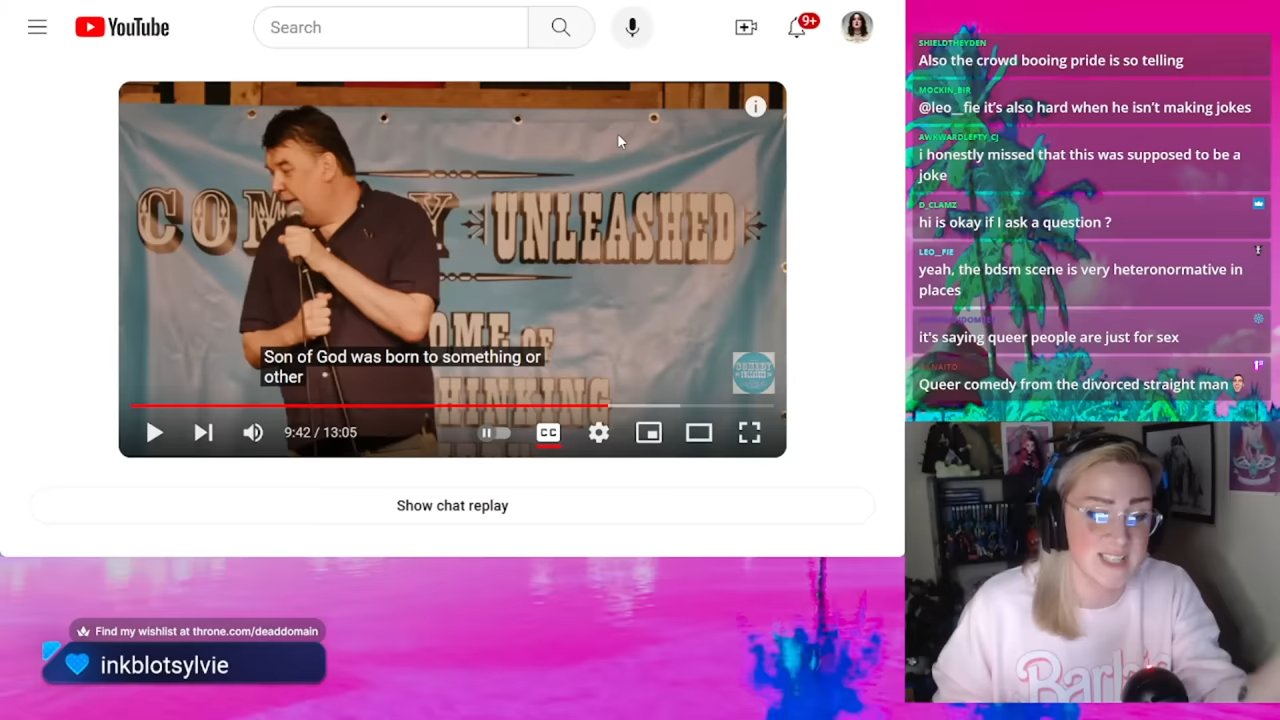 YouTube
Search
9+
i
COM Y UNLEASHED
OME OF
HINKING
Son of God was born to something or
other
9:42 / 13:05
CC
Show chat replay
Find my wishlist at throne.com/deaddomain
inkblotsylvie
SHIELDTHEYDEN
Also the crowd booing pride is so telling
MOCKIN_BIR
@leo__fie it's also hard when he isn't making jokes
AWKWARDLEFTY_CJ
i honestly missed that this was supposed to be a
joke
D_CLAMZ
hi is okay if I ask a question ?
LEO__FIE
yeah, the bdsm scene is very heteronormative in
places
it's saying queer people are just for sex
Queer comedy from the divorced straight man
Barbie